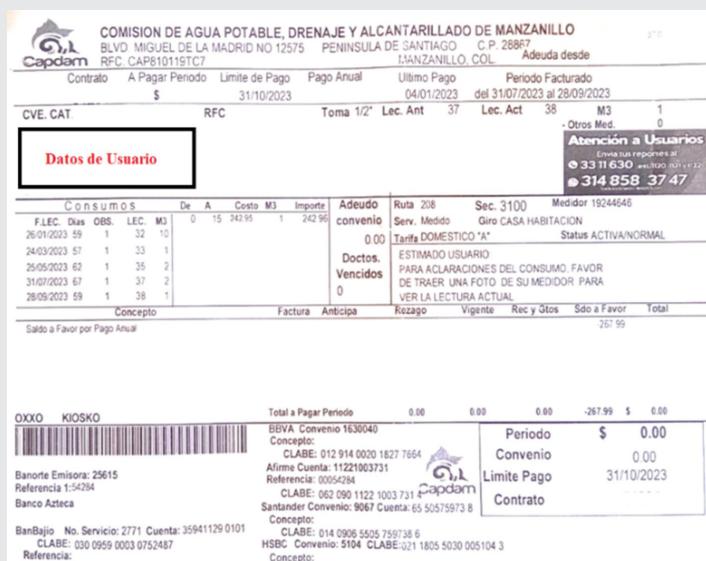 COMISION DE AGUA POTABLE, DRENAJE Y ALCANTARILLADO DE MANZANILLO
BLVD. MIGUEL DE LA MADRID NO 12575 PENINSULA DE SANTIAGO C.P. 28867
Capdam RFC. CAP810119TC7 MANZANILLO, COL. Adeuda desde
Contrato A Pagar Periodo Limite de Pago Pago Anual Ultimo Pago Periodo Facturado
$ 31/10/2023 04/01/2023 del 31/07/2023 al 28/09/2023
CVE. CAT. RFC Toma 1/2" Lec. Ant 37 Lec. Act 38 M3 1
- Otros Med. 0
Datos de Usuario
Atención a Usuarios
Envia tus reportes al
33 11 630
314 858 37 47
Consumos De A Costo M3 Importe
F.LEC. Dias OBS. LEC. M3 0 15 242.95 1 242.96
26/01/2023 59 1 32 10
24/03/2023 57 1 33 1
25/05/2023 62 1 35 2
31/07/2023 67 1 37 2
28/09/2023 59 1 38 1
Adeudo
convenio
0.00
Doctos.
Vencidos
0
Ruta 208 Sec. 3100 Medidor 19244646
Serv. Medido Giro CASA HABITACION
Tarifa DOMESTICO "A" Status ACTIVA/NORMAL
ESTIMADO USUARIO
PARA ACLARACIONES DEL CONSUMO, FAVOR
DE TRAER UNA FOTO DE SU MEDIDOR PARA
VER LA LECTURA ACTUAL
Concepto Factura Anticipa Rezago Vigente Rec y Gtos Sdo a Favor Total
Saldo a Favor por Pago Anual -267.99
Total a Pagar Periodo 0.00 0.00 0.00 -267.99 $ 0.00
OXXO KIOSKO
Banorte Emisora: 25615
Referencia 1:54284
Banco Azteca
BanBajio No. Servicio: 2771 Cuenta: 35941129 0101
CLABE: 030 0959 0003 0752487
Referencia:
BBVA Convenio 1630040
Concepto:
CLABE: 012 914 0020 1827 7664
Afirme Cuenta: 11221003731
Referencia: 00054284
CLABE: 062 090 1122 1003 731 4
Capdam
Santander Convenio: 9067 Cuenta: 65 50575973 8
Concepto:
CLABE: 014 0906 5505 759738 6
HSBC Convenio: 5104 CLABE:021 1805 5030 005104 3
Concepto:
Periodo $ 0.00
Convenio 0.00
Limite Pago 31/10/2023
Contrato